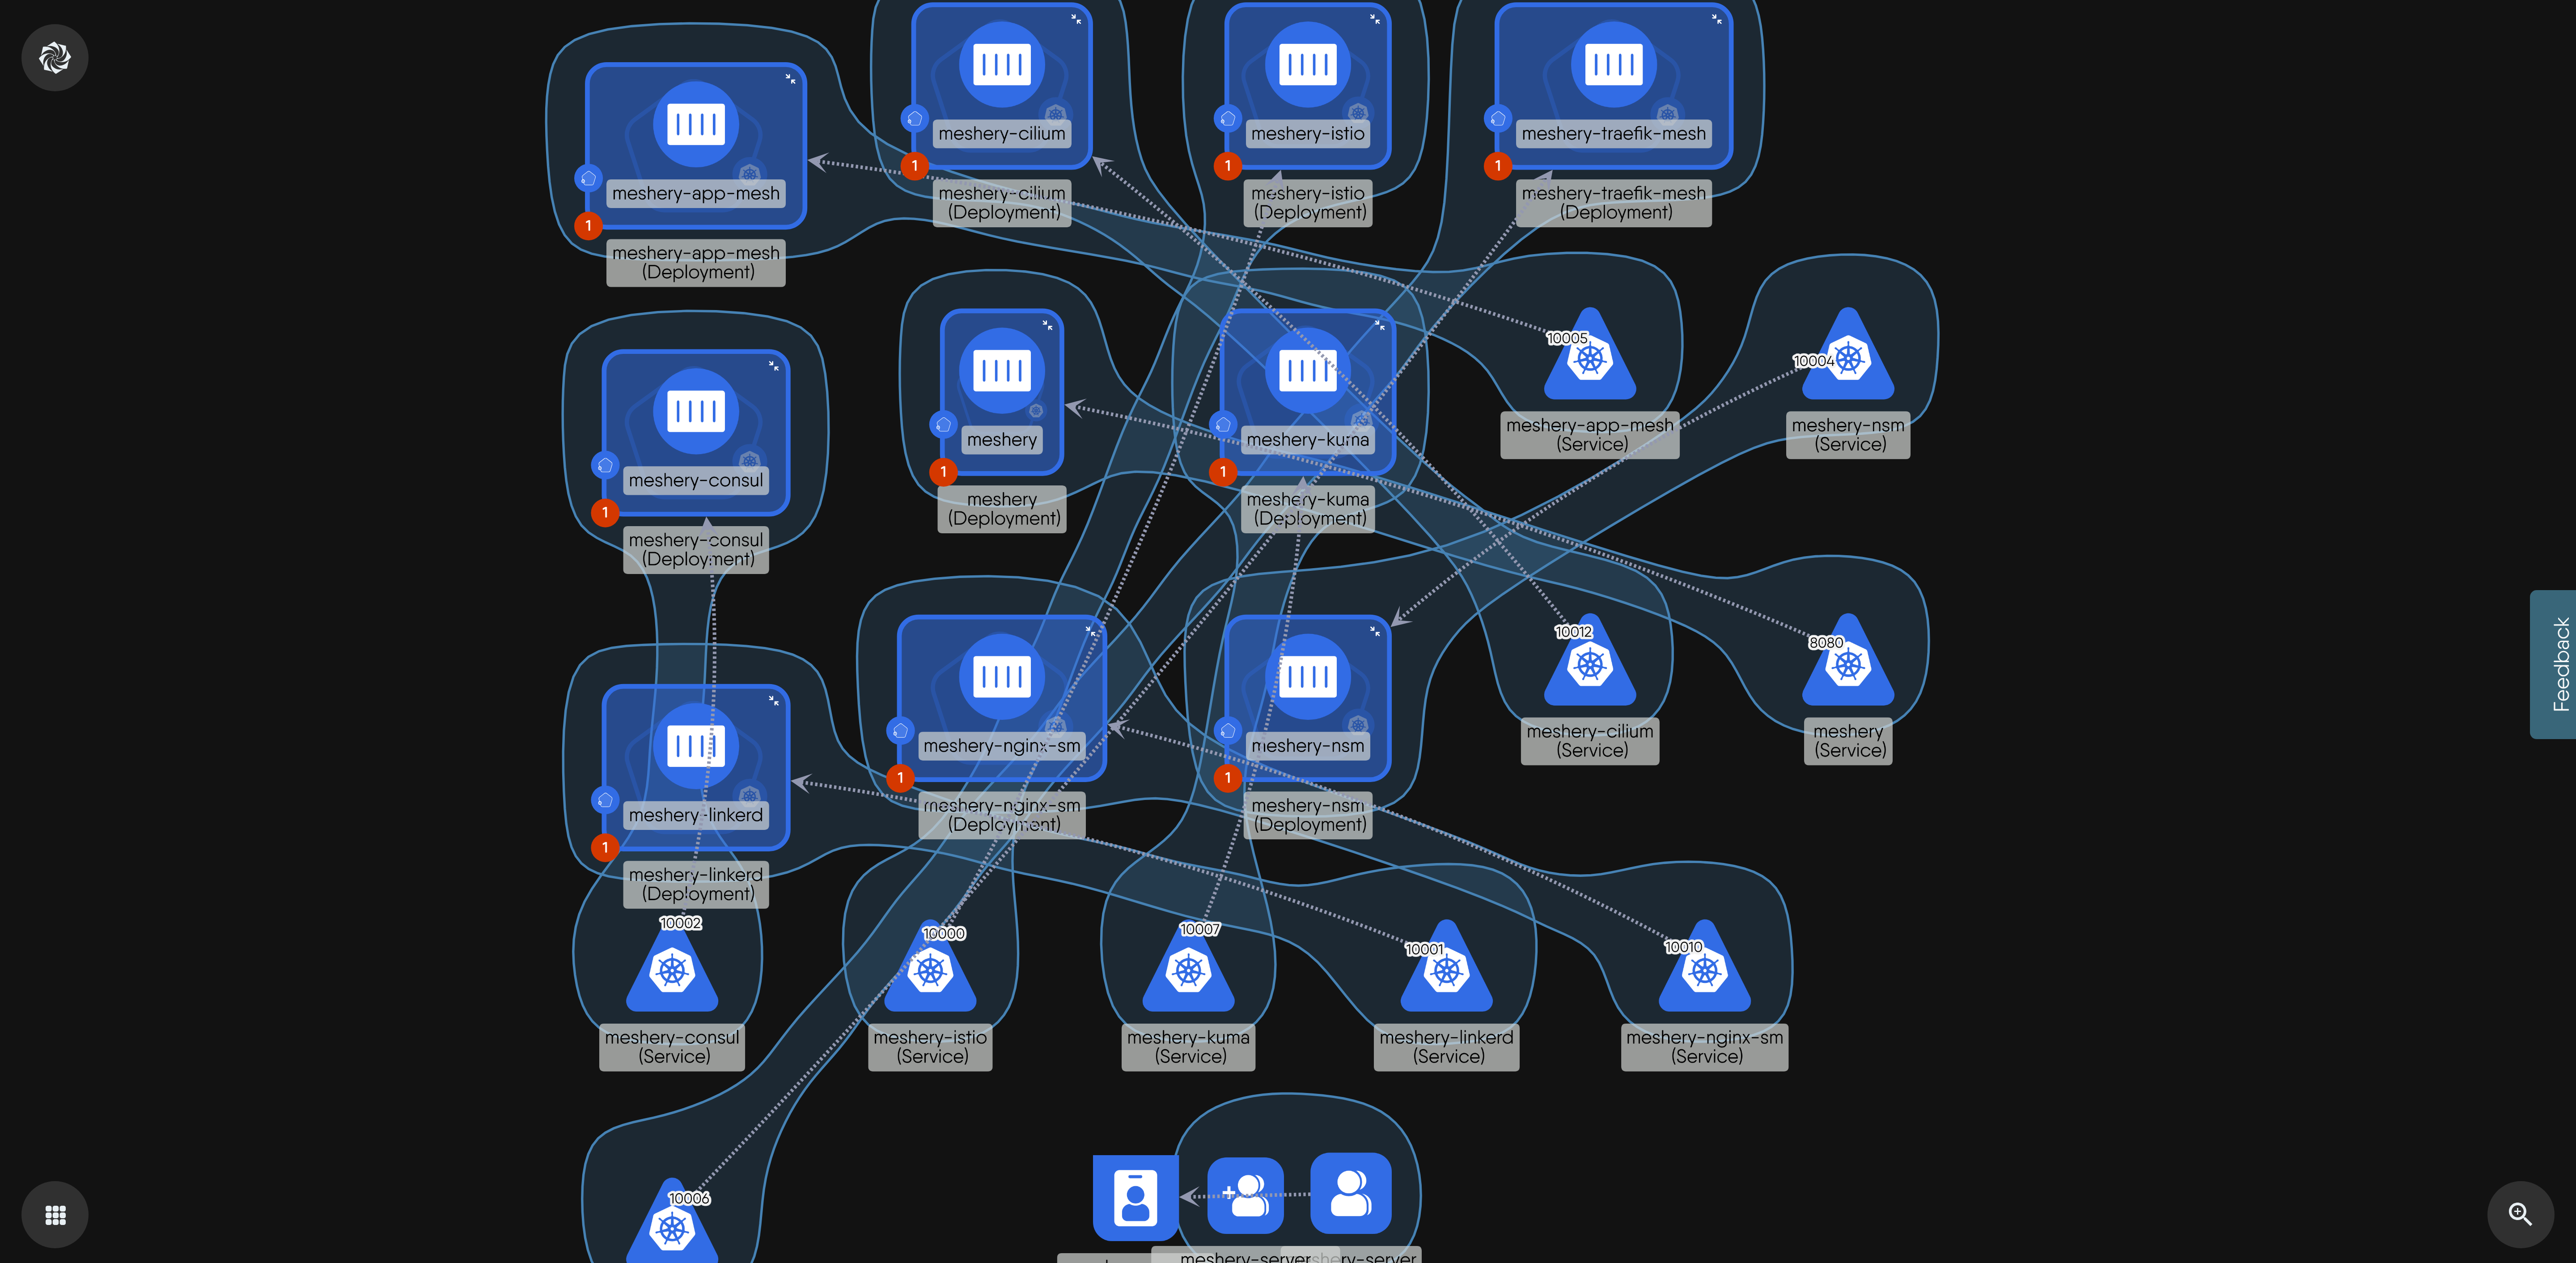 meshery-cilium
meshery-istio
meshery-traefik-mesh
1
1
1
meshery-app-mesh
meshery-cilium
(Deployment)
meshery-istio
(Deployment)
meshery-traefik-mesh
(Deployment)
1
meshery-app-mesh
(Deployment)
10005
10004
meshery
meshery-kuma
meshery-app-mesh
(Service)
meshery-nsm
(Service)
1
1
meshery-consul
meshery
(Deployment)
meshery-kuma
(Deployment)
1
meshery-consul
(Deployment)
10012
8080
meshery-nginx-sm
meshery-nsm
meshery-cilium
(Service)
meshery
(Service)
1
1
meshery-linkerd
meshery-nginx-sm
(Deployment)
meshery-nsm
(Deployment)
1
meshery-linkerd
(Deployment)
10002
10000
10007
10001
10010
meshery-consul
(Service)
meshery-istio
(Service)
meshery-kuma
(Service)
meshery-linkerd
(Service)
meshery-nginx-sm
(Service)
10006
meshery-server
Feedback